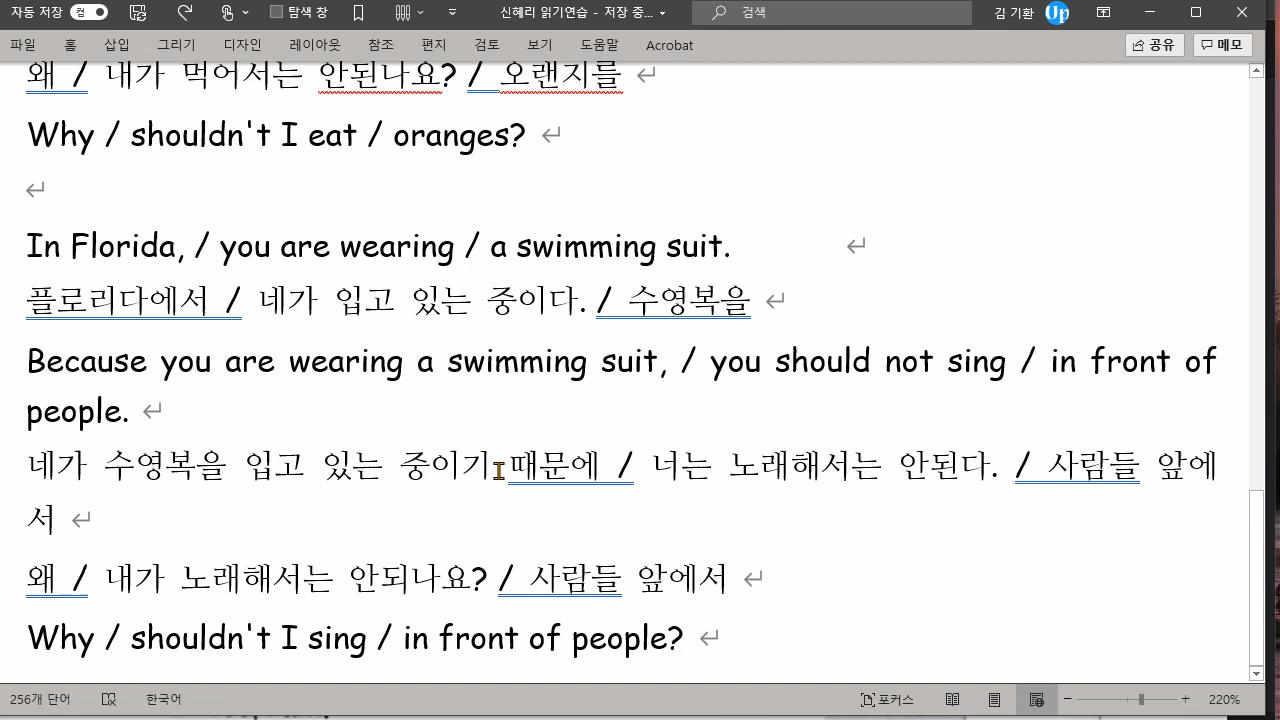 자동 저장 컴 탐색 창 신혜리 읽기연습 - 저장 중... 검색 김 기환 Up
파일 홈 삽입 그리기 디자인 레이아웃 참조 편지 검토 보기 도움말 Acrobat 공유 메모
왜 / 내가 먹어서는 안된나요? / 오랜지를
Why / shouldn't I eat / oranges?
In Florida, / you are wearing / a swimming suit.
플로리다에서 / 네가 입고 있는 중이다. / 수영복을
Because you are wearing a swimming suit, / you should not sing / in front of
people.
네가 수영복을 입고 있는 중이기 때문에 / 너는 노래해서는 안된다. / 사람들 앞에
서
왜 / 내가 노래해서는 안되나요? / 사람들 앞에서
Why / shouldn't I sing / in front of people?
256개 단어 한국어 포커스 220%